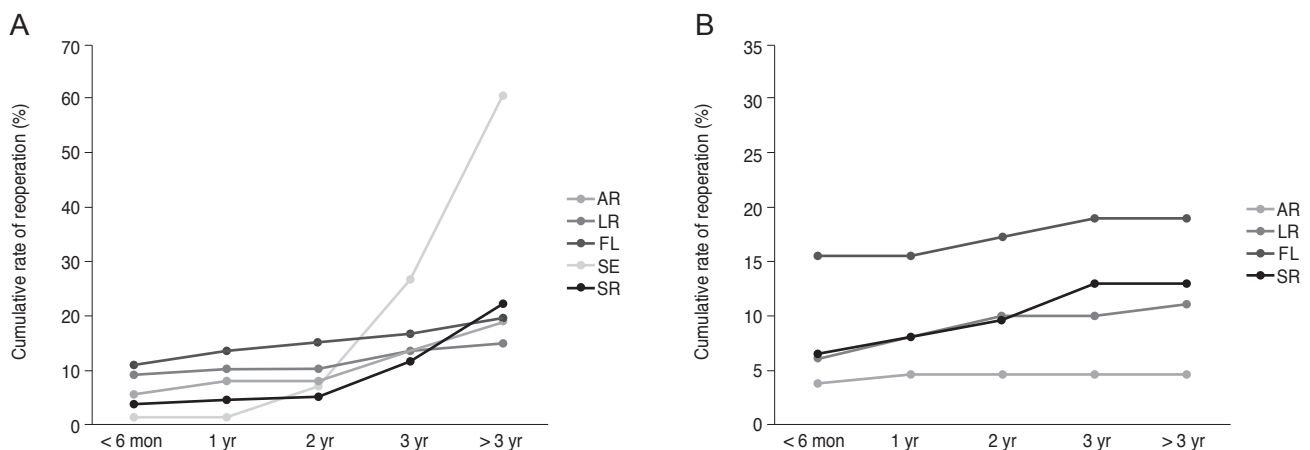 A
Cumulative rate of reoperation (%)
70
60
50
40
30
20
10
0
< 6 mon 1 yr 2 yr 3 yr > 3 yr
AR
LR
FL
SE
SR
B
Cumulative rate of reoperation (%)
35
30
25
20
15
10
5
0
< 6 mon 1 yr 2 yr 3 yr > 3 yr
AR
LR
FL
SR